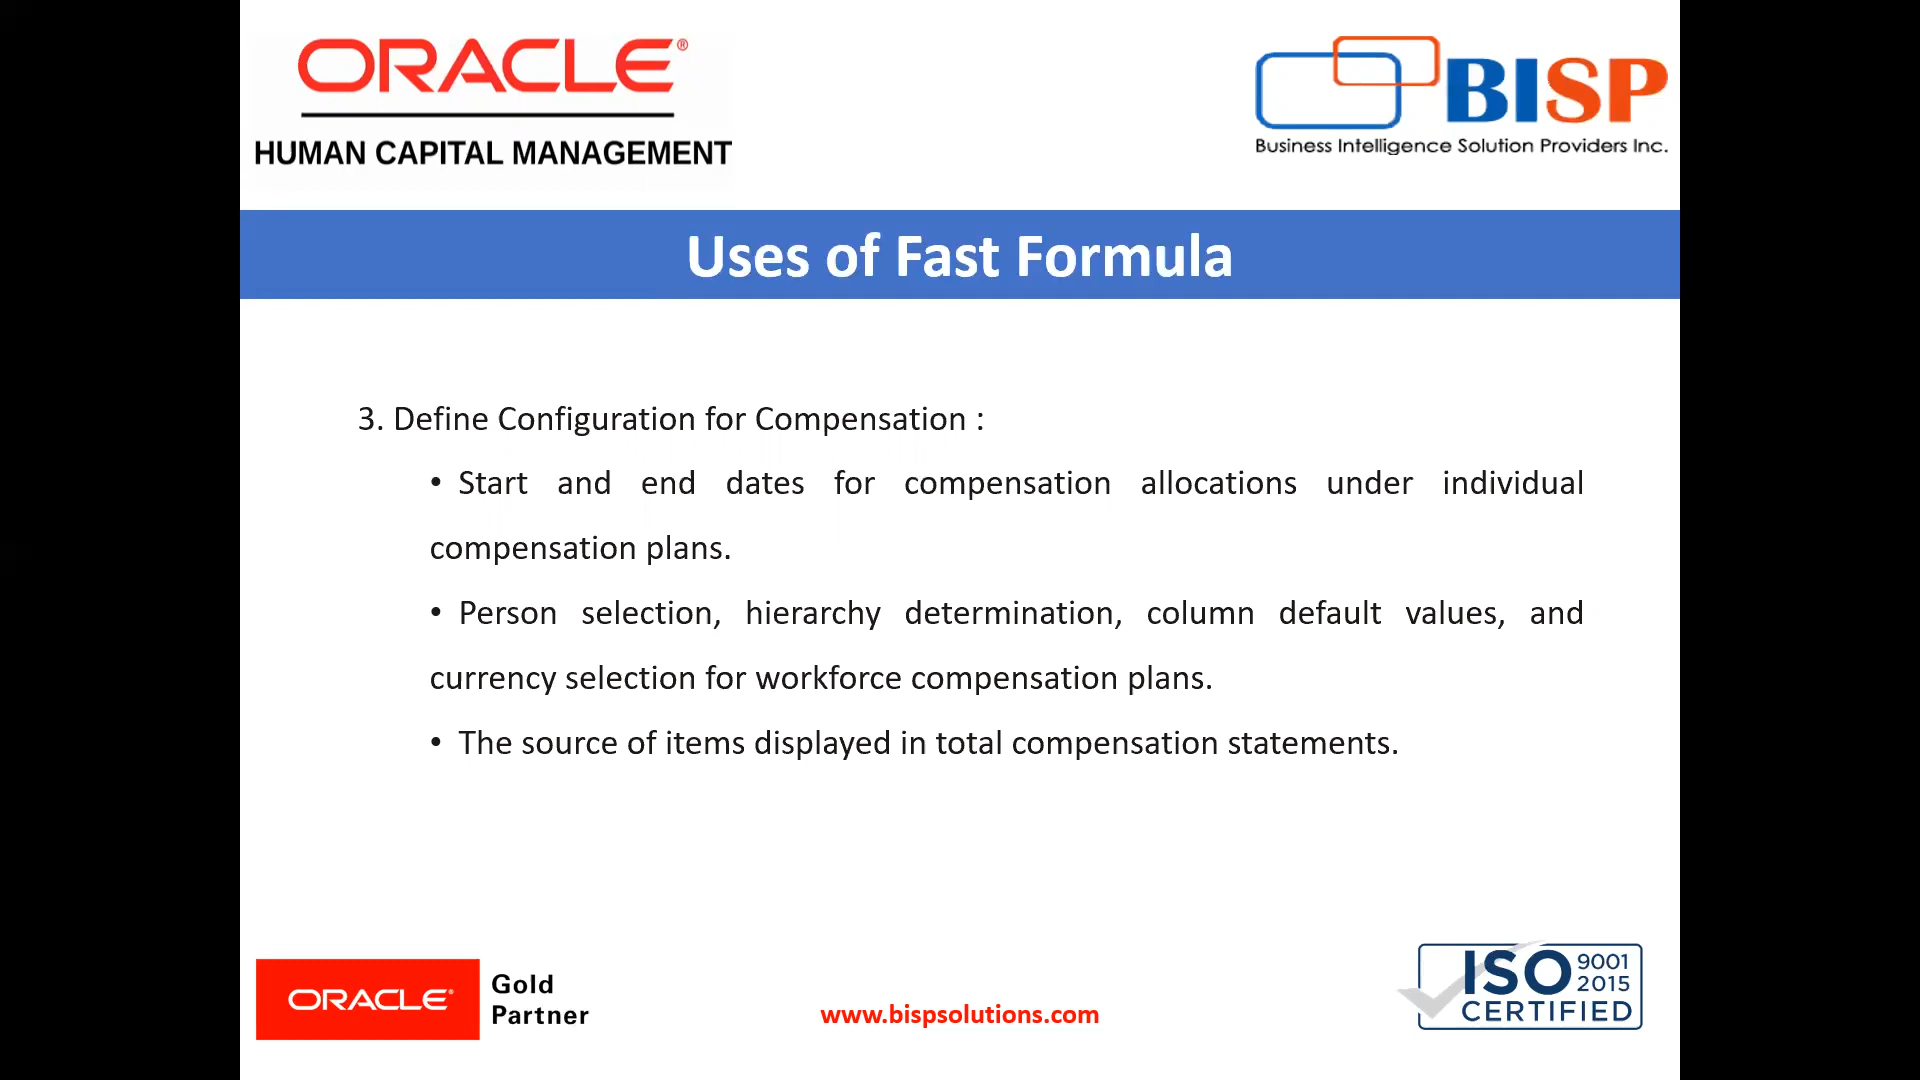 ORACLE®
HUMAN CAPITAL MANAGEMENT
BISP
Business Intelligence Solution Providers Inc.
Uses of Fast Formula
3. Define Configuration for Compensation :
• Start and end dates for compensation allocations under individual
compensation plans.
• Person selection, hierarchy determination, column default values, and
currency selection for workforce compensation plans.
• The source of items displayed in total compensation statements.
ORACLE®
Gold
Partner
www.bispsolutions.com
ISO 9001
2015
CERTIFIED